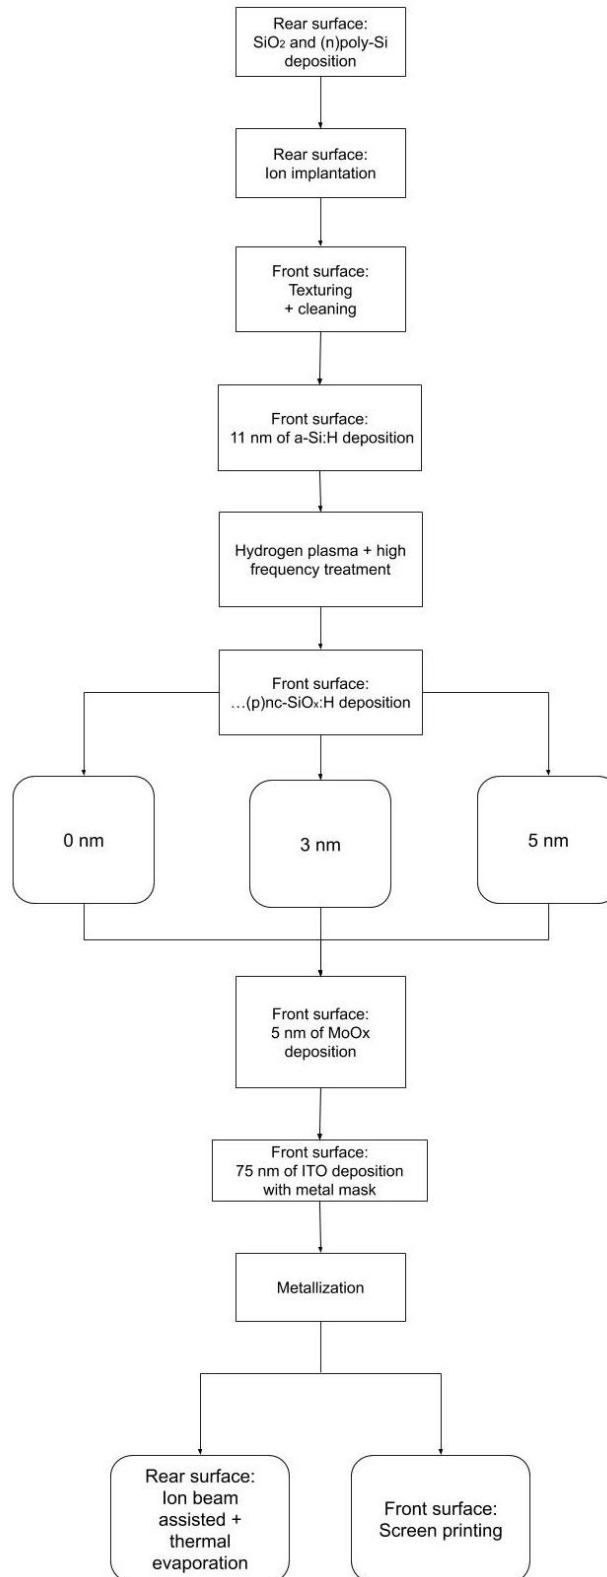 Rear surface:
SiO₂ and (n)poly-Si
deposition
Rear surface:
Ion implantation
Front surface:
Texturing
+ cleaning
Front surface:
11 nm of a-Si:H deposition
Hydrogen plasma + high
frequency treatment
Front surface:
...(p)nc-SiOₓ:H deposition
0 nm
3 nm
5 nm
Front surface:
5 nm of MoOx
deposition
Front surface:
75 nm of ITO deposition
with metal mask
Metallization
Rear surface:
Ion beam
assisted +
thermal
evaporation
Front surface:
Screen printing